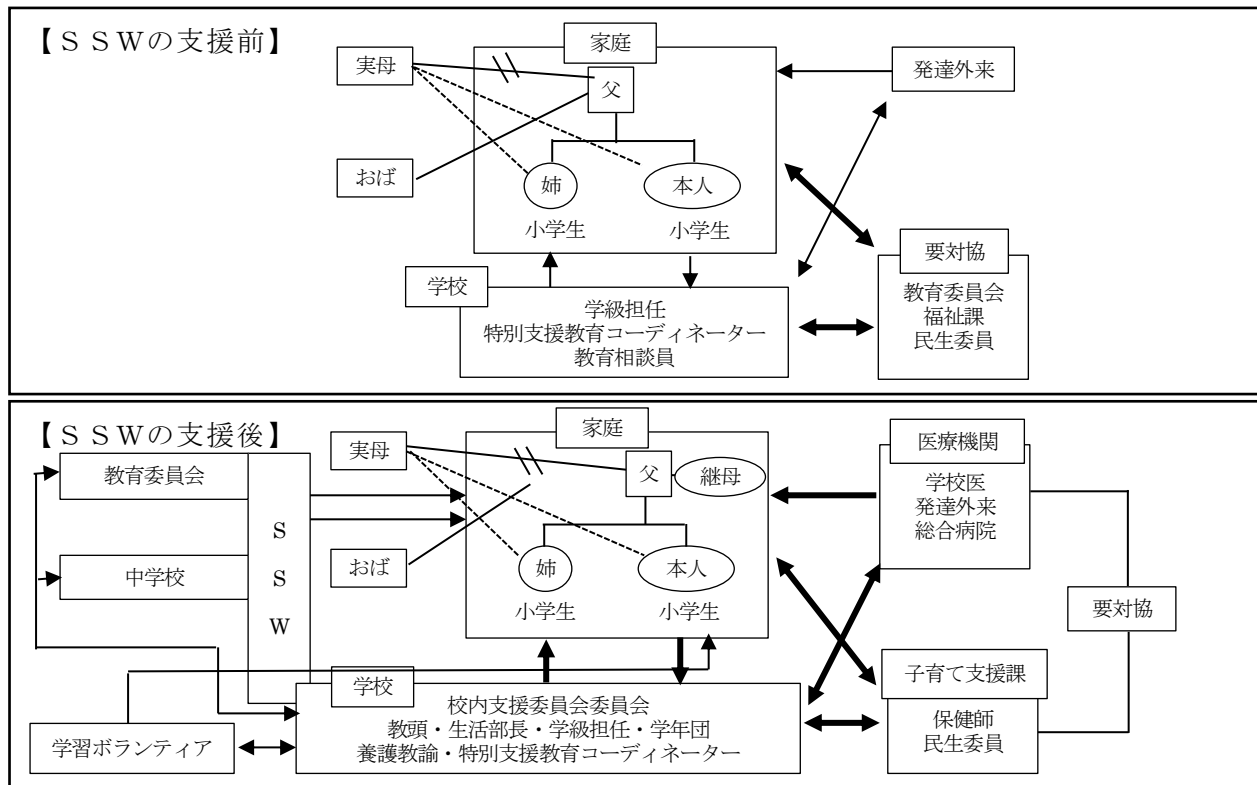 【ＳＳＷの支援前】
家庭
実母
父
発達外来
おば
姉
本人
小学生
小学生
要対協
教育委員会
福祉課
民生委員
学校
学級担任
特別支援教育コーディネーター
教育相談員
【ＳＳＷの支援後】
家庭
実母
父
継母
医療機関
学校医
発達外来
総合病院
教育委員会
ＳＳＷ
中学校
おば
姉
本人
小学生
小学生
要対協
子育て支援課
保健師
民生委員
学校
校内支援委員会委員会
教頭・生活部長・学級担任・学年団
養護教諭・特別支援教育コーディネーター
学習ボランティア